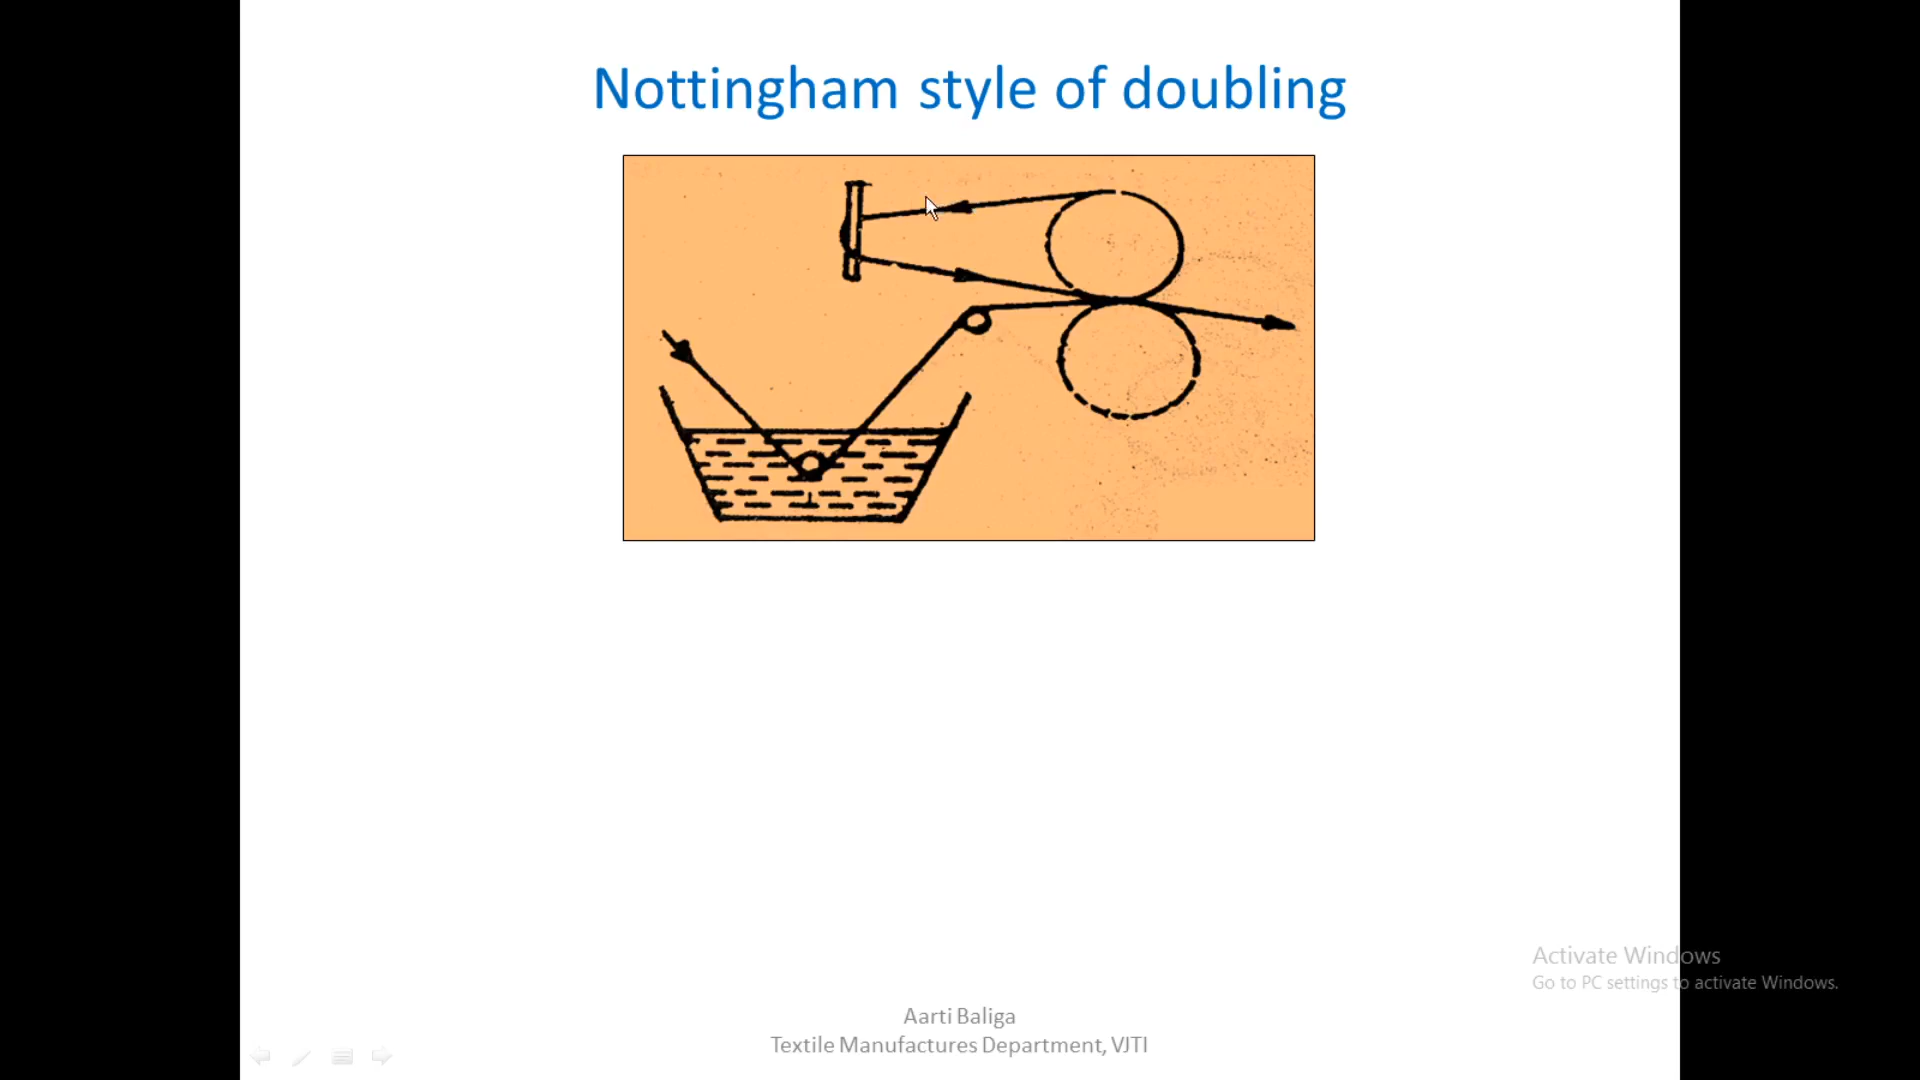 Nottingham style of doubling
Activate Windows
Go to PC settings to activate Windows.
Aarti Baliga
Textile Manufactures Department, VJTI